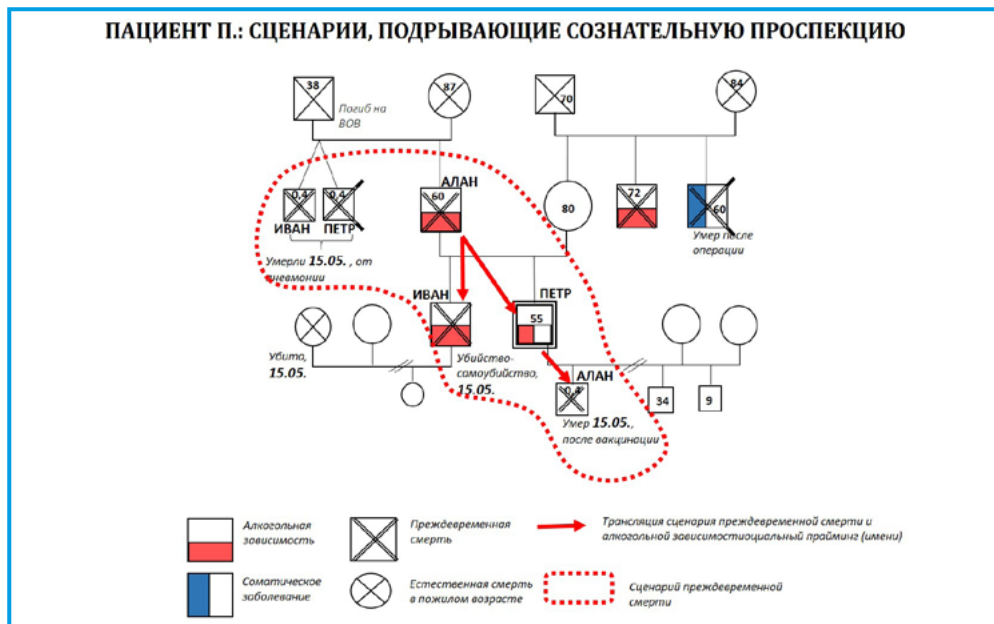 ПАЦИЕНТ П.: СЦЕНАРИИ, ПОДРЫВАЮЩИЕ СОЗНАТЕЛЬНУЮ ПРОСПЕКЦИЮ
38
87
70
84
Погиб на
ВОВ
АЛАН
0,4
0,4
60
80
72
60
ИВАН
ПЕТР
Умер после
операции
Умерли 15.05. , от
пневмонии
ИВАН
ПЕТР
55
Убита,
15.05.
Убийство-
самоубийство,
15.05.
АЛАН
0,4
34
9
Умер 15.05.,
после вакцинации
Алкогольная
зависимость
Преждевременная
смерть
Трансляция сценария преждевременной смерти и
алкогольной зависимостиоциальный прайминг (имени)
Соматическое
заболевание
Естественная смерть
в пожилом возрасте
Сценарий преждевременной
смерти